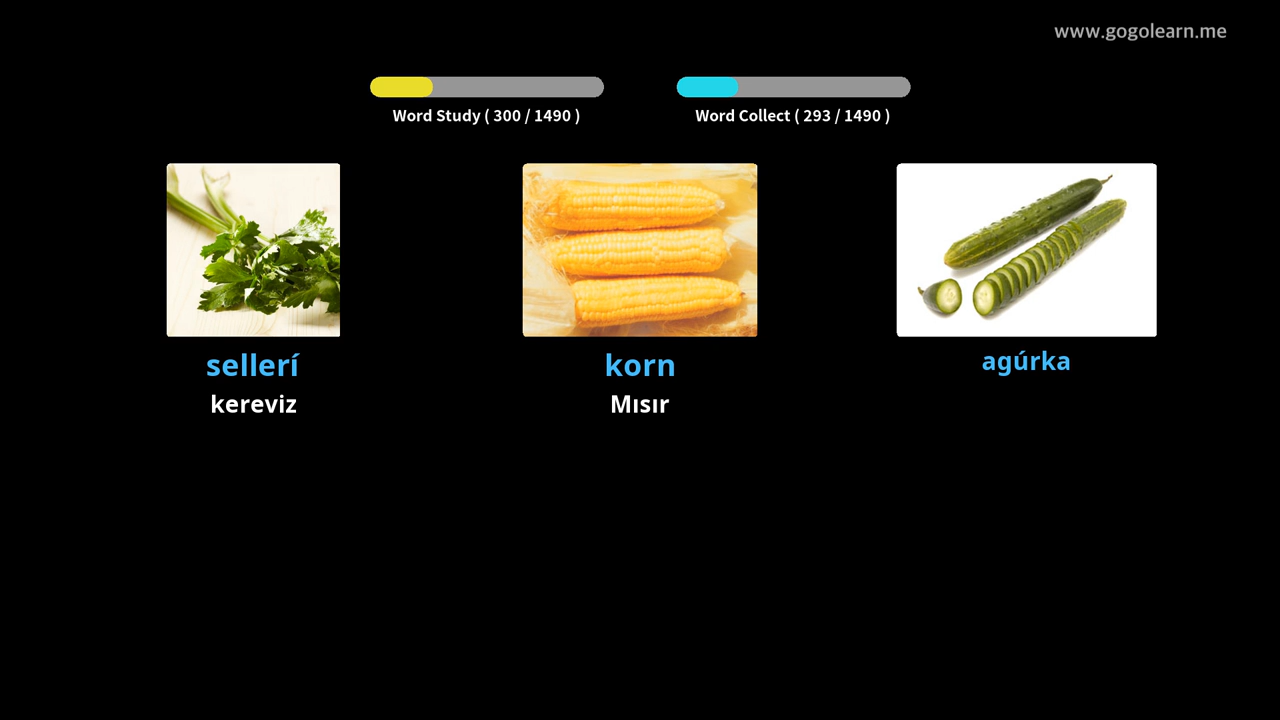 www.gogolearn.me
Word Study ( 300 / 1490 )
Word Collect ( 293 / 1490 )
sellerí
kereviz
korn
Mısır
agúrka